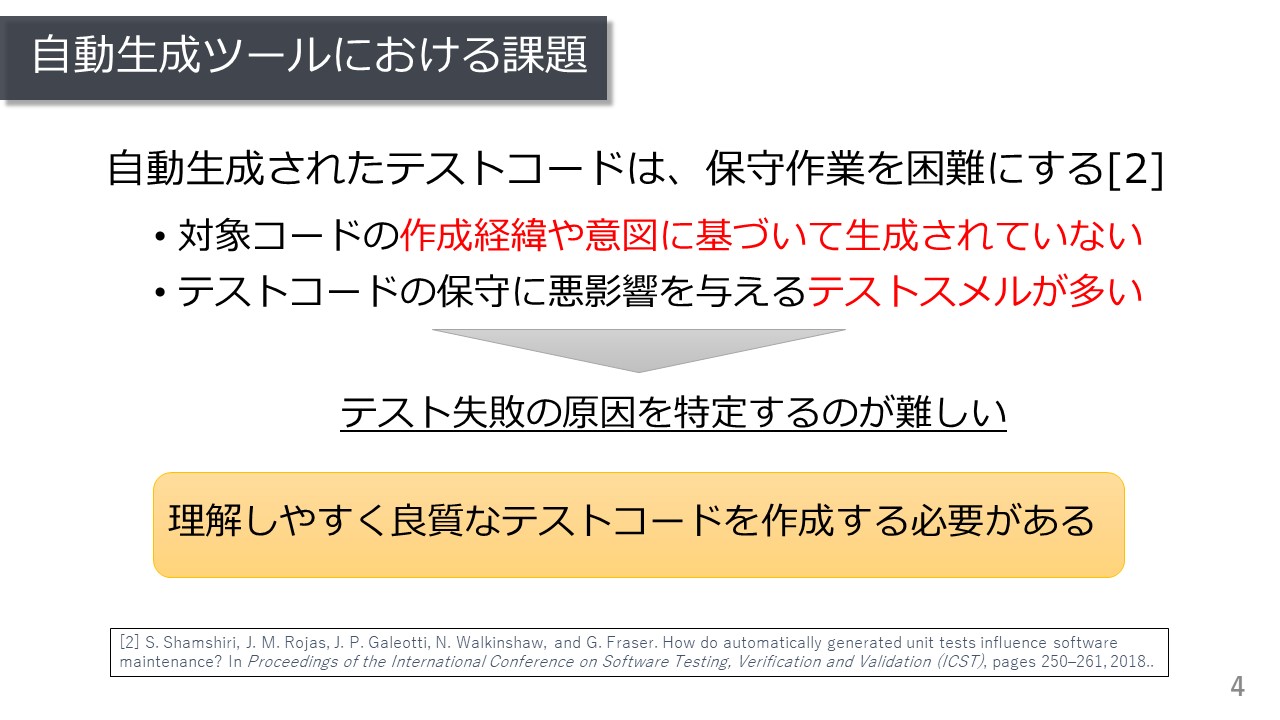 自動生成ツールにおける課題
自動生成されたテストコードは、保守作業を困難にする[2]
• 対象コードの作成経緯や意図に基づいて生成されていない
• テストコードの保守に悪影響を与えるテストスメルが多い
テスト失敗の原因を特定するのが難しい
理解しやすく良質なテストコードを作成する必要がある
[2] S. Shamshiri, J. M. Rojas, J. P. Galeotti, N. Walkinshaw, and G. Fraser. How do automatically generated unit tests influence software
maintenance? In Proceedings of the International Conference on Software Testing, Verification and Validation (ICST), pages 250–261, 2018..
4